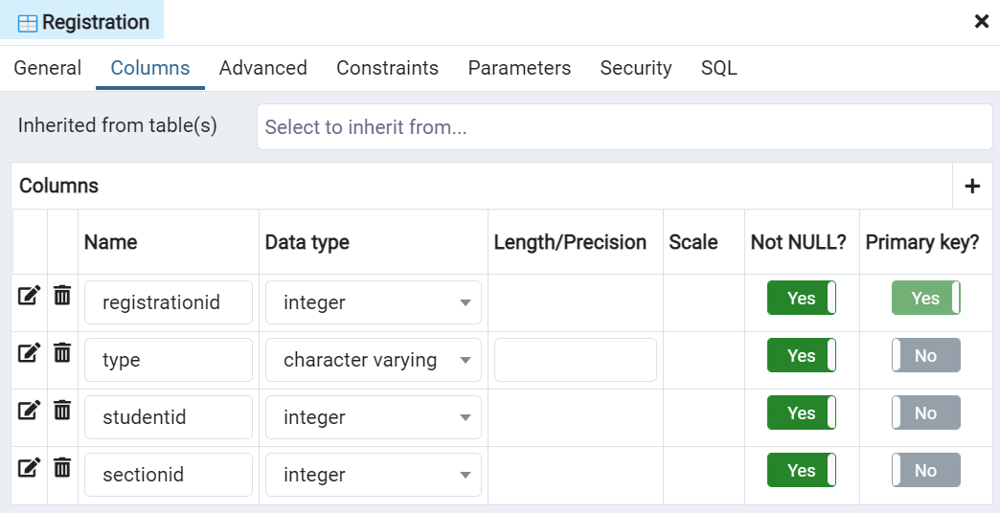 Registration
General Columns Advanced Constraints Parameters Security SQL
Inherited from table(s) Select to inherit from...
Columns
Name Data type Length/Precision Scale Not NULL? Primary key?
registrationid integer Yes Yes
type character varying Yes No
studentid integer Yes No
sectionid integer Yes No